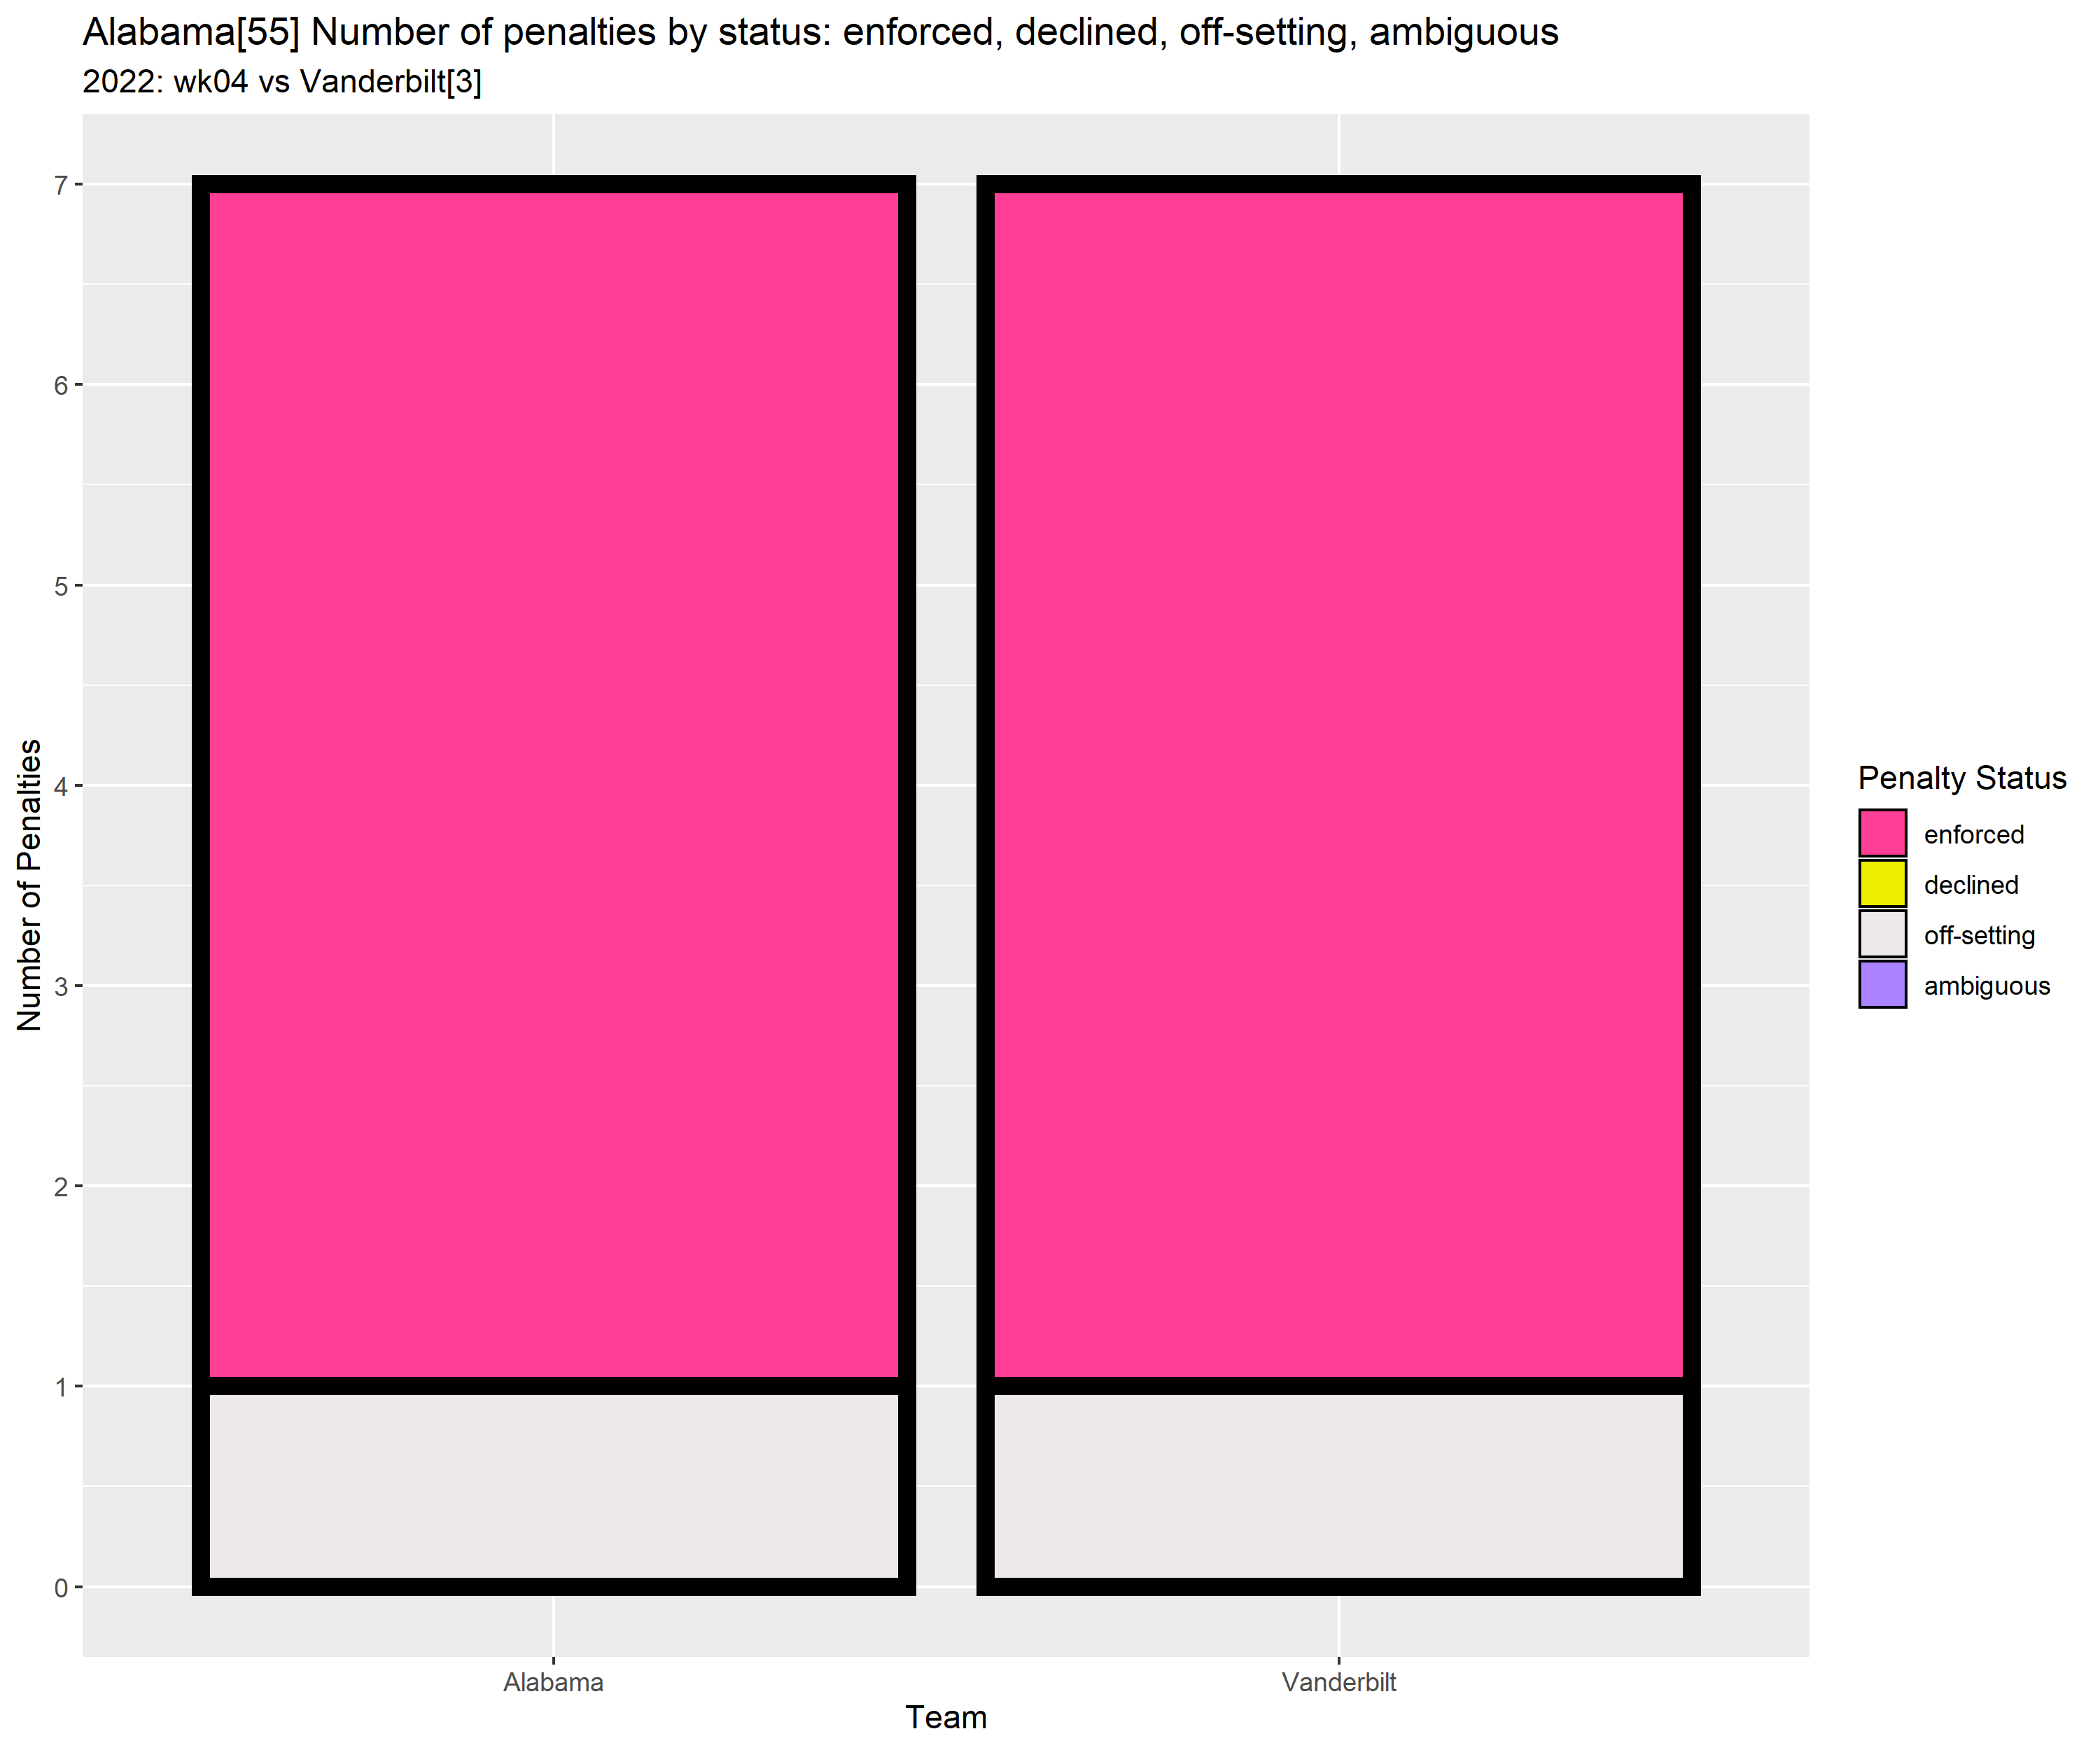 Alabama[55] Number of penalties by status: enforced, declined, off-setting, ambiguous
2022: wk04 vs Vanderbilt[3]
Number of Penalties
7
6
5
4
3
2
1
0
Alabama
Vanderbilt
Team
Penalty Status
enforced
declined
off-setting
ambiguous